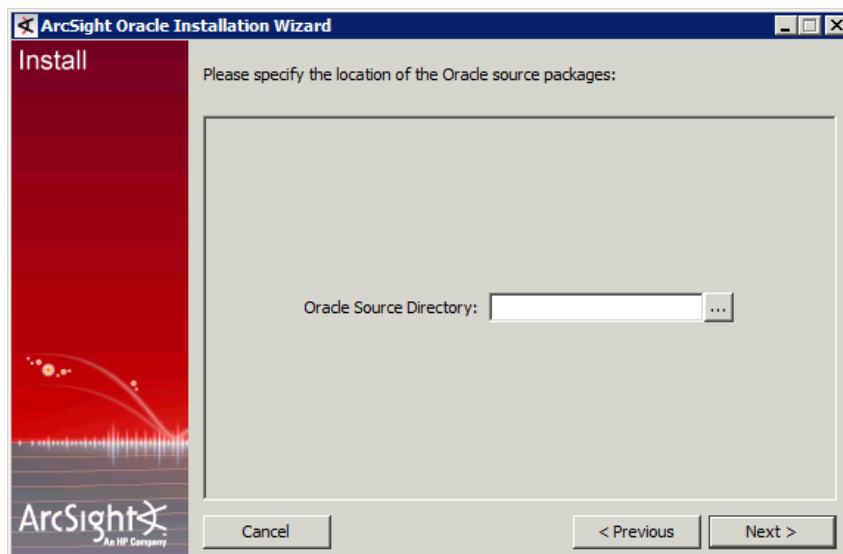 ArcSight Oracle Installation Wizard
Install
Please specify the location of the Oracle source packages:
Oracle Source Directory:
...
ArcSight
An HP Company
Cancel
< Previous
Next >